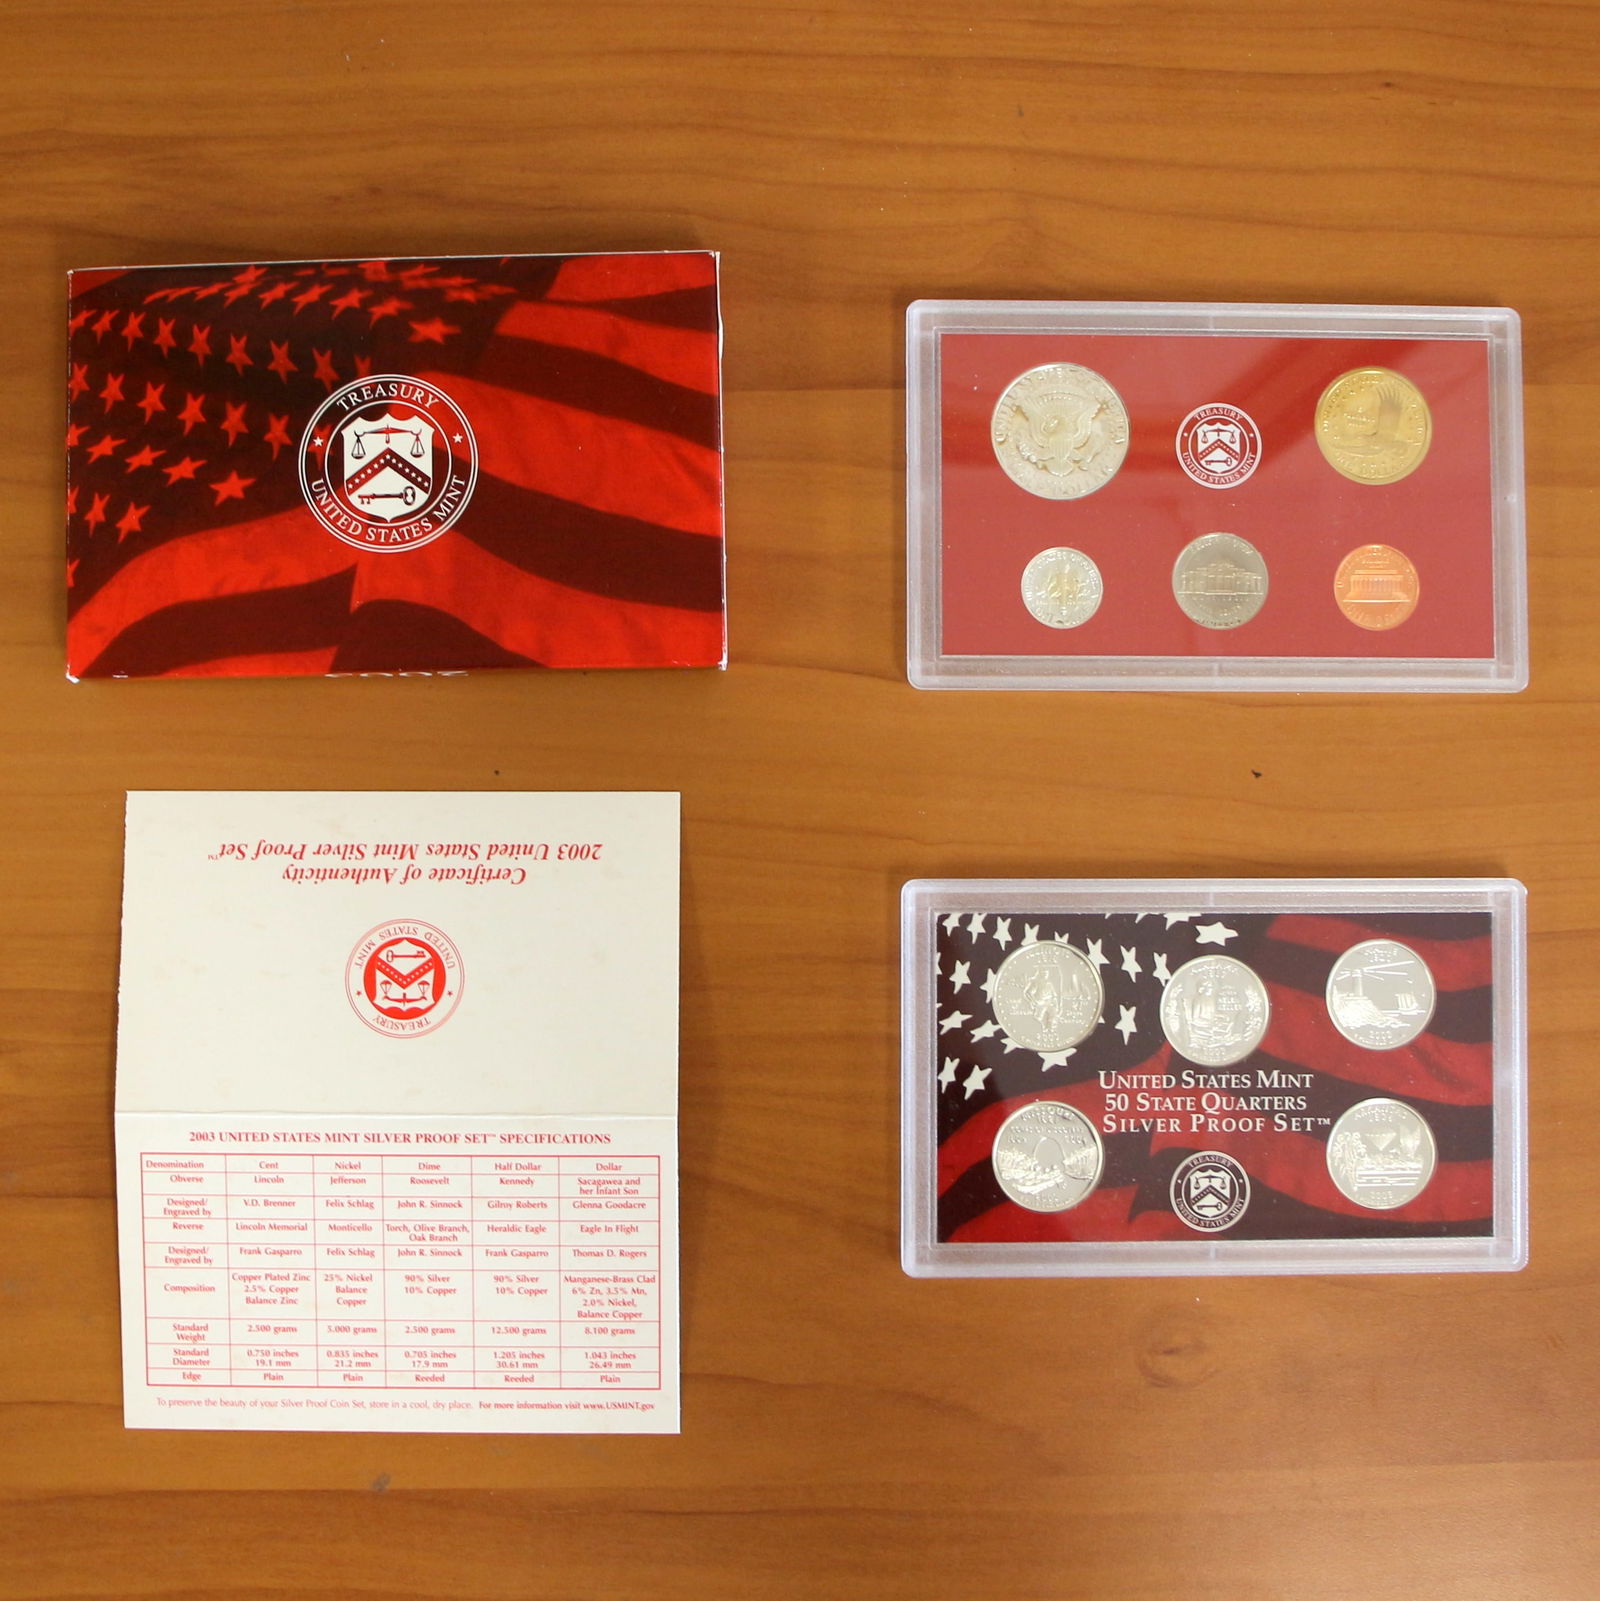 TREASURY
UNITED STATES MINT
2003
TREASURY
UNITED STATES MINT
2003 United States Mint Silver Proof Set™
Certificate of Authenticity
UNITED STATES MINT
TREASURY
2003 UNITED STATES MINT SILVER PROOF SET™ SPECIFICATIONS
Denomination Cent Nickel Dime Half Dollar Dollar
Obverse Lincoln Jefferson Roosevelt Kennedy Sacagawea and
her Infant Son
Designed/ V.D. Brenner Felix Schlag John R. Sinnock Gilroy Roberts Glenna Goodacre
Engraved by
Reverse Lincoln Memorial Monticello Torch, Olive Branch, Heraldic Eagle Eagle In Flight
Oak Branch
Designed/ Frank Gasparro Felix Schlag John R. Sinnock Frank Gasparro Thomas D. Rogers
Engraved by
Composition Copper Plated Zinc 25% Nickel 90% Silver 90% Silver Manganese-Brass Clad
2.5% Copper Balance 10% Copper 10% Copper 6% Zn, 3.5% Mn,
Balance Zinc Copper 2.0% Nickel,
Balance Copper
Standard 2.500 grams 5.000 grams 2.500 grams 12.500 grams 8.100 grams
Weight
Standard 0.750 inches 0.835 inches 0.705 inches 1.205 inches 1.043 inches
Diameter 19.1 mm 21.2 mm 17.9 mm 30.61 mm 26.49 mm
Edge Plain Plain Reeded Reeded Plain
To preserve the beauty of your Silver Proof Coin Set, store in a cool, dry place. For more information visit www.USMINT.gov
HELEN
KELLER
UNITED STATES MINT
50 STATE QUARTERS
SILVER PROOF SET™
TREASURY
UNITED STATES MINT